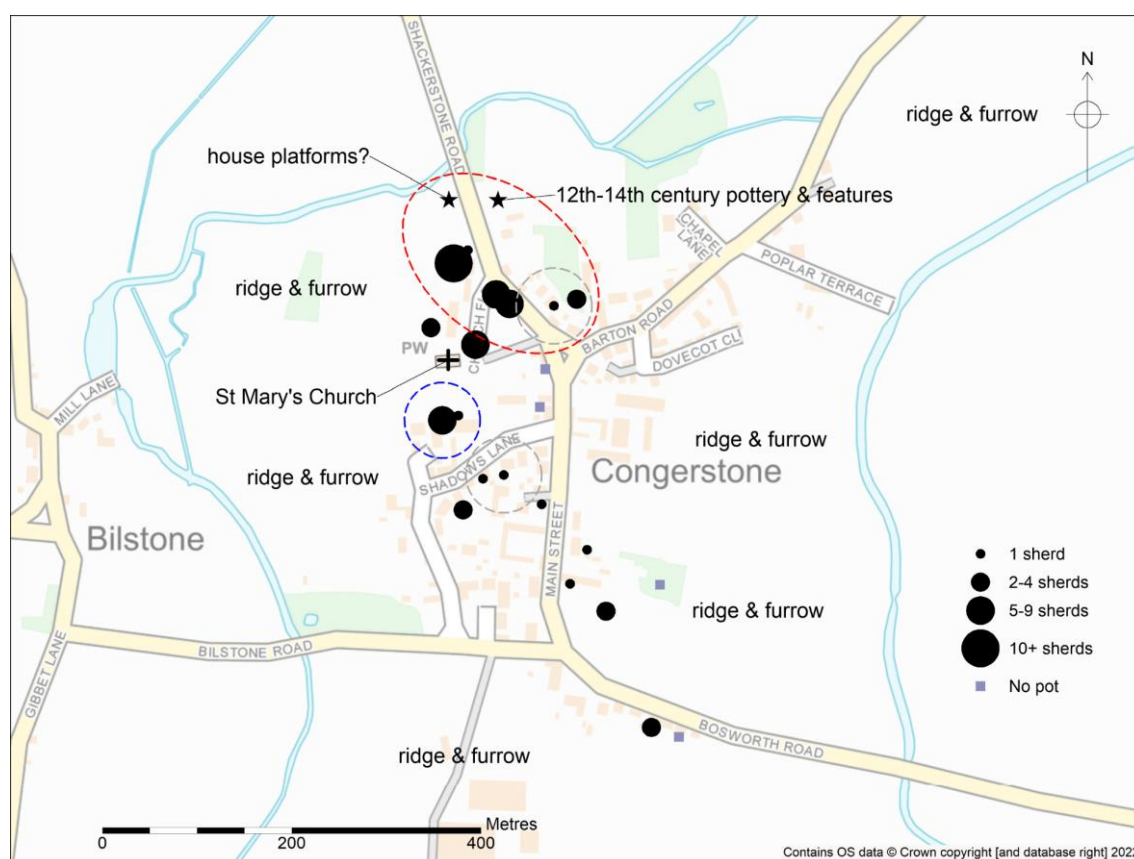 SHACKERSTONE ROAD
N
ridge & furrow
house platforms?
12th-14th century pottery & features
CHAPEL
LANE
POPLAR TERRACE
ridge & furrow
BARTON ROAD
PW
DOVECOT CL
St Mary's Church
MILL LANE
ridge & furrow
ridge & furrow
SHADOWS LANE
Congerstone
Bilstone
MAIN STREET
1 sherd
2-4 sherds
5-9 sherds
10+ sherds
No pot
ridge & furrow
GIBBET LANE
BILSTONE ROAD
BOSWORTH ROAD
ridge & furrow
Metres
0 200 400
Contains OS data © Crown copyright [and database right] 2022